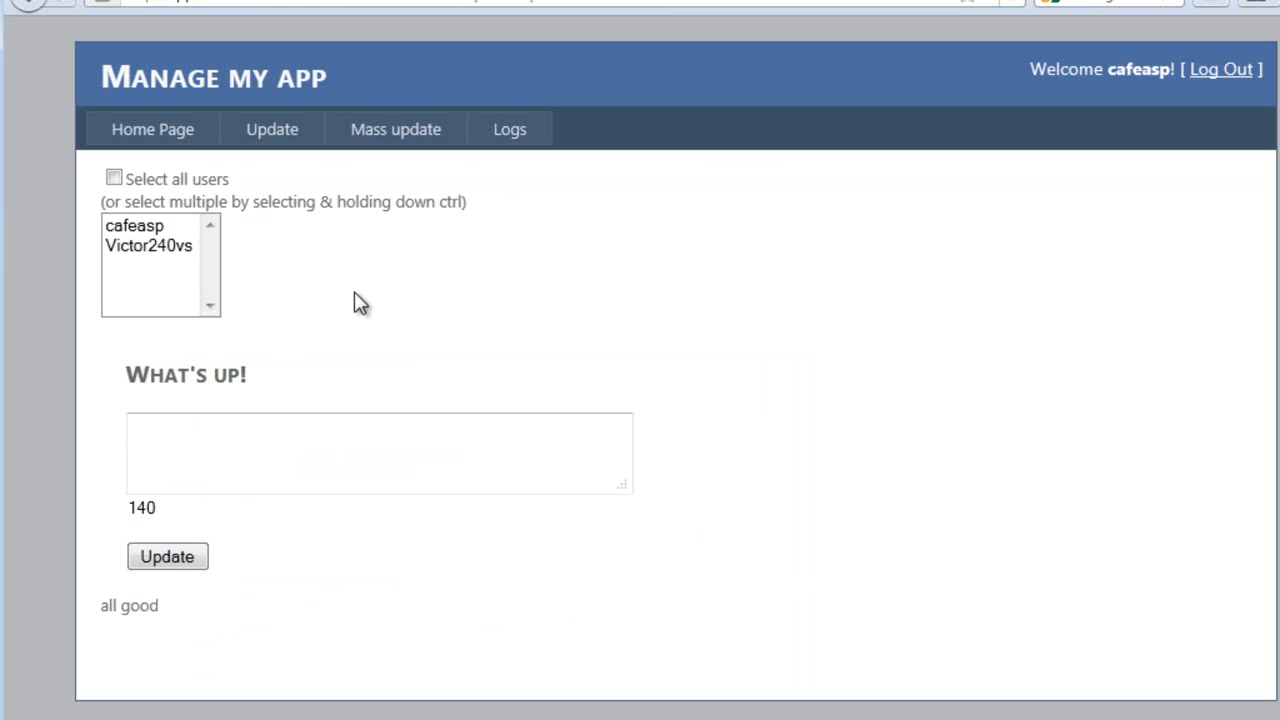 MANAGE MY APP
Welcome cafeasp! [ Log Out ]
Home Page Update Mass update Logs
Select all users
(or select multiple by selecting & holding down ctrl)
cafeasp
Victor240vs
WHAT'S UP!
140
Update
all good